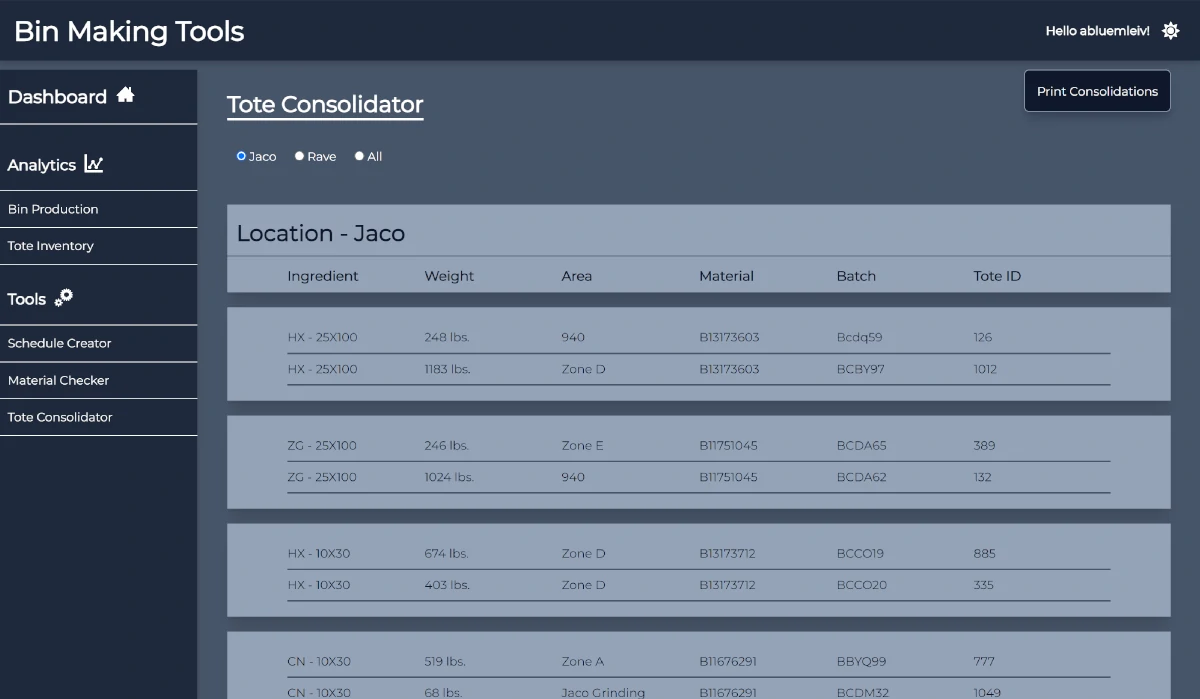 Bin Making Tools
Hello abluemleiv!
Dashboard
Analytics
Bin Production
Tote Inventory
Tools
Schedule Creator
Material Checker
Tote Consolidator
Tote Consolidator
Print Consolidations
Jaco Rave All
Location - Jaco
Ingredient Weight Area Material Batch Tote ID
HX - 25X100 248 lbs. 940 B13173603 Bcdq59 126
HX - 25X100 1183 lbs. Zone D B13173603 BCBY97 1012
ZG - 25X100 246 lbs. Zone E B11751045 BCDA65 389
ZG - 25X100 1024 lbs. 940 B11751045 BCDA62 132
HX - 10X30 674 lbs. Zone D B13173712 BCCO19 885
HX - 10X30 403 lbs. Zone D B13173712 BCCO20 335
CN - 10X30 519 lbs. Zone A B11676291 BBYQ99 777
CN - 10X30 68 lbs. Jaco Grinding B11676291 BCDM32 1049